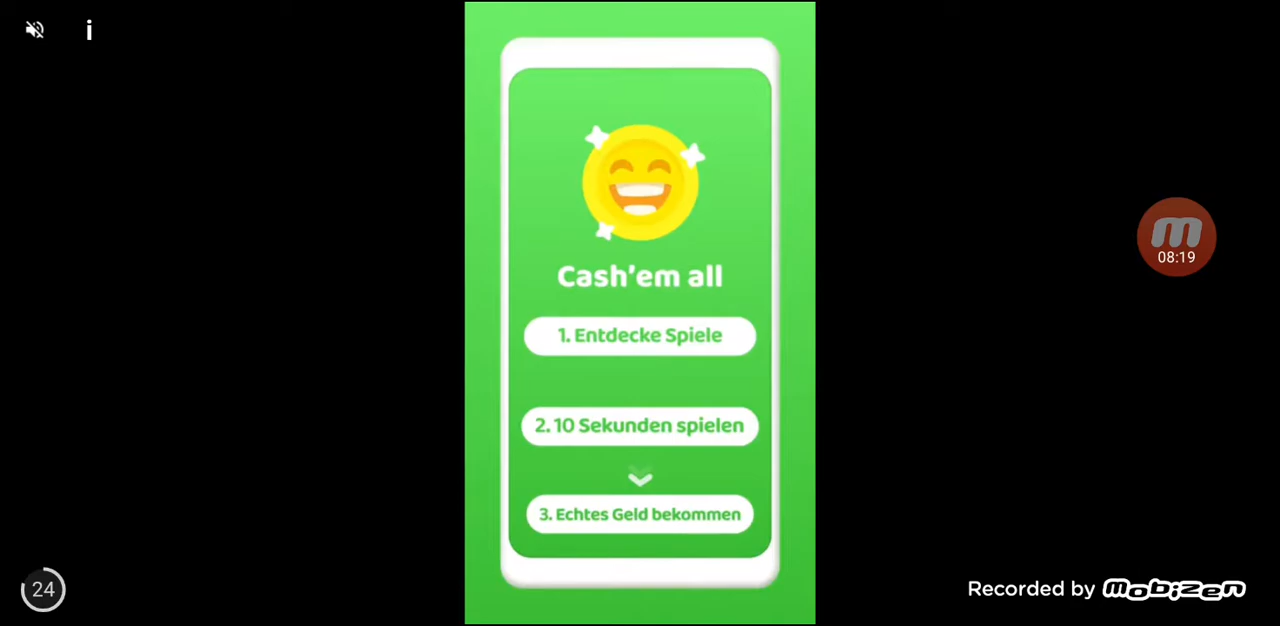 i
08:19
Cash'em all
1. Entdecke Spiele
2. 10 Sekunden spielen
3. Echtes Geld bekommen
24
Recorded by mobizen